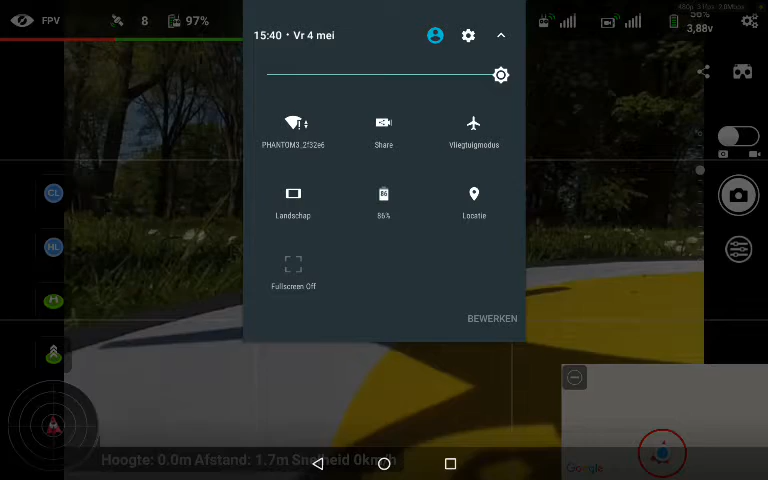 FPV
8
97%
15:40 • Vr 4 mei
3,88v
PHANTOM3_2f32e6
Share
Vliegtuigmodus
Landschap
86
86%
Locatie
Fullscreen Off
BEWERKEN
CL
HL
H
Hoogte: 0.0m Afstand: 1.7m Snelheid 0km/h
Google